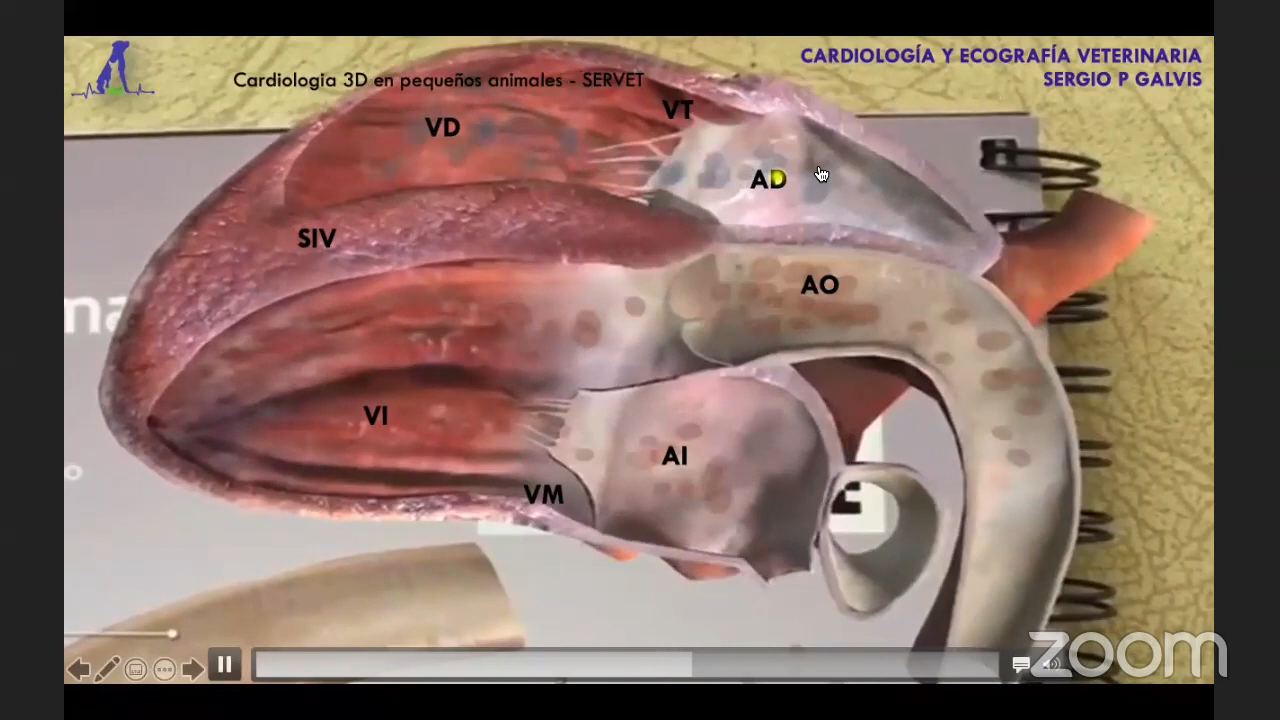 CARDIOLOGÍA Y ECOGRAFÍA VETERINARIA
SERGIO P GALVIS
Cardiologia 3D en pequeños animales - SERVET
VT
VD
AD
SIV
AO
ma
VI
AI
o
VM
zoom